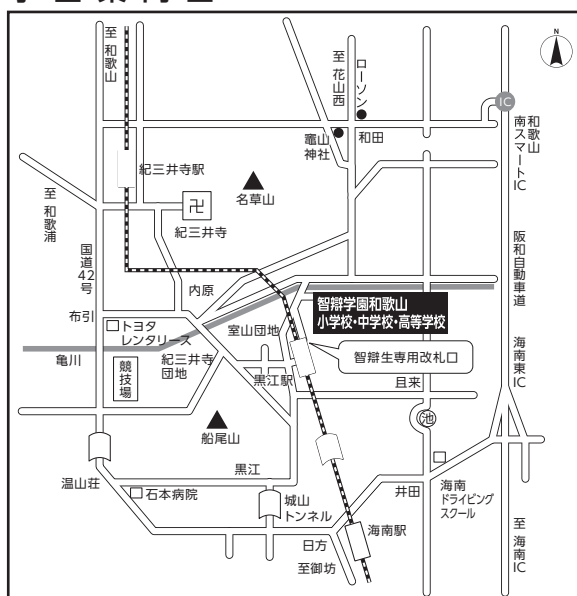 N
至 和歌山
至 花山西
ローソン
IC
和歌山
南スマートIC
竈山
神社
和田
紀三井寺駅
名草山
卍
紀三井寺
至 和歌浦
国道42号
阪和自動車道
内原
布引
トヨタ
レンタリース
智辯学園和歌山
小学校・中学校・高等学校
室山団地
智辯生専用改札口
亀川
競技場
紀三井寺
団地
黒江駅
海南東IC
且来
池
船尾山
黒江
温山荘
石本病院
城山
トンネル
井田
海南
ドライビング
スクール
海南駅
日方
至御坊
至 海南IC